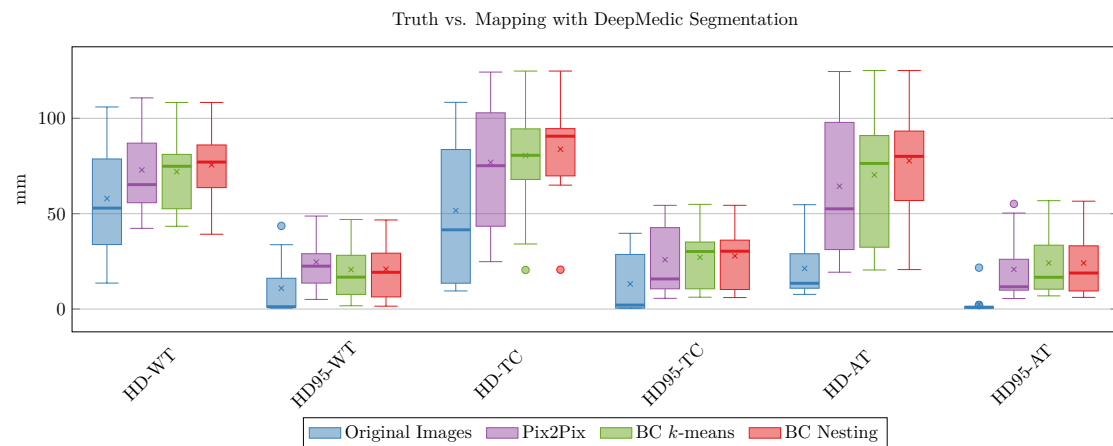 Truth vs. Mapping with DeepMedic Segmentation
mm
100
50
0
HD-WT
HD95-WT
HD-TC
HD95-TC
HD-AT
HD95-AT
Original Images Pix2Pix BC k-means BC Nesting